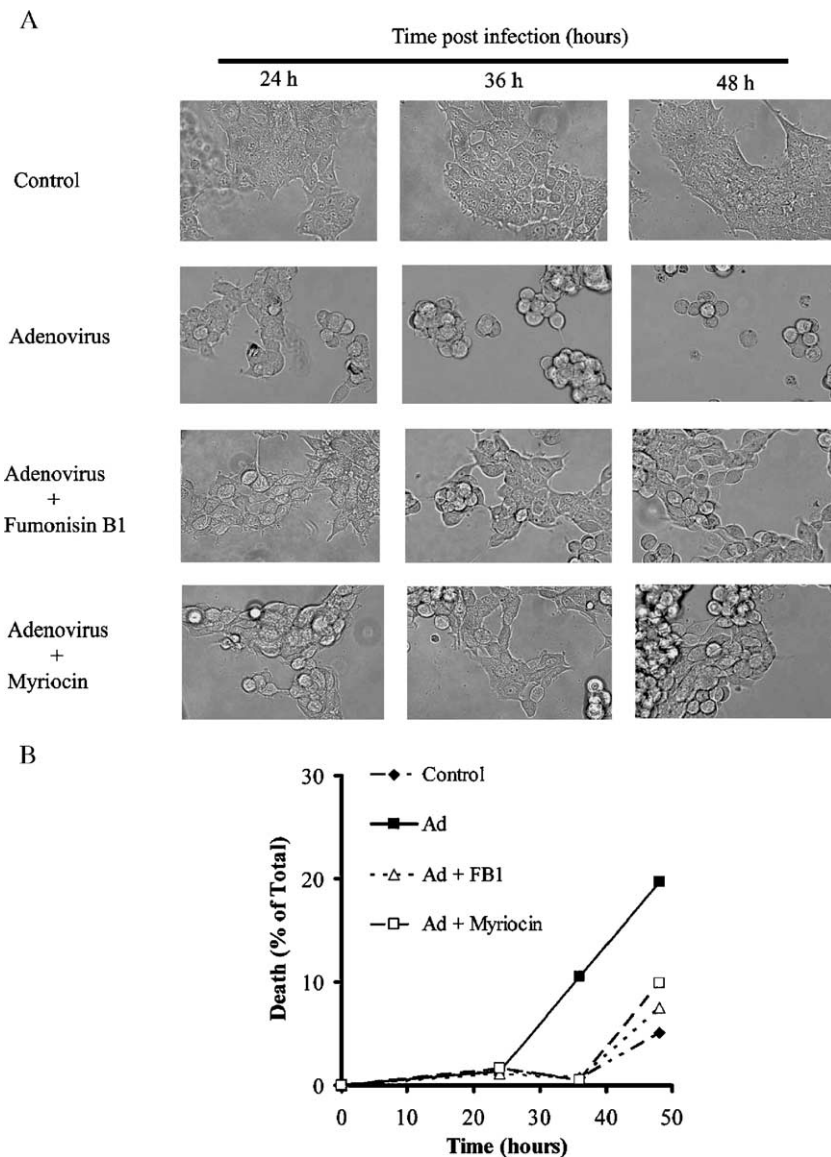 A
Time post infection (hours)
24 h 36 h 48 h
Control
Adenovirus
Adenovirus
+
Fumonisin B1
Adenovirus
+
Myriocin
B
30
20
10
0
Death (% of Total)
Control
Ad
Ad + FB1
Ad + Myriocin
0 10 20 30 40 50
Time (hours)